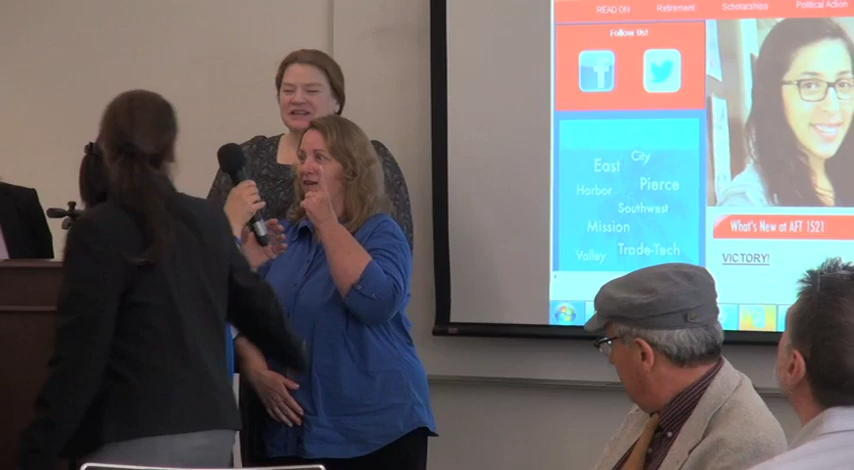 READ ON Retirement Scholarships Political Action
Follow Us!
City
East
Harbor Pierce
Southwest
Mission
Valley Trade-Tech
What's New at AFT 1521
VICTORY!